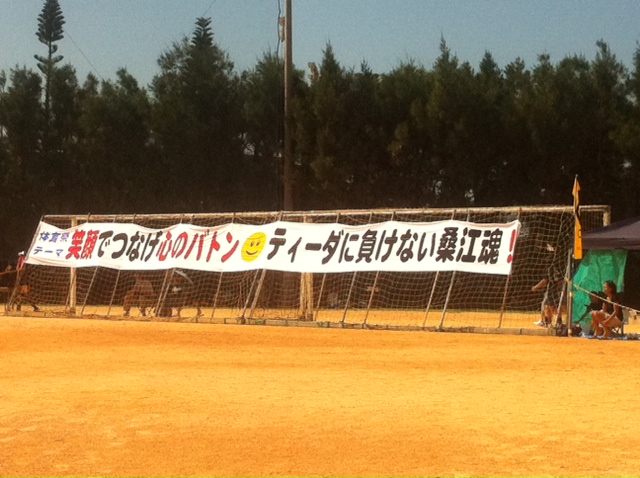 体育祭
テーマ
笑顔でつなげ心のバトン ティーダに負けない桑江魂!